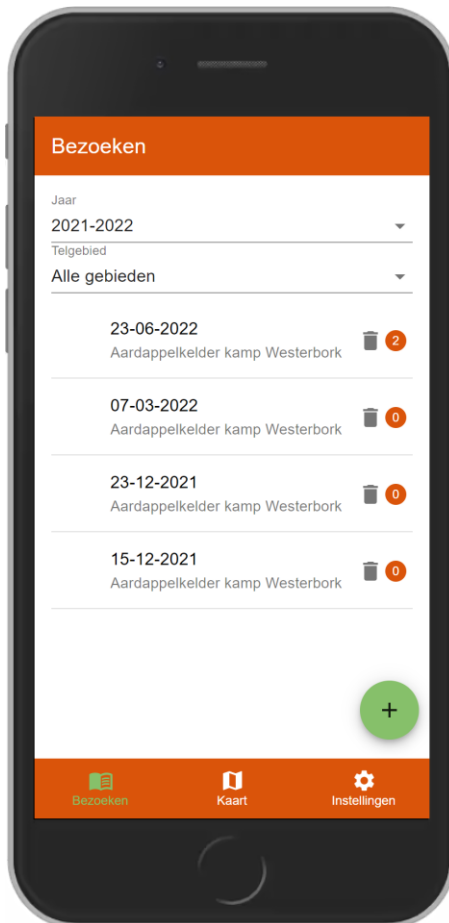 Bezoeken
Jaar
2021-2022
Telgebied
Alle gebieden
23-06-2022
Aardappelkelder kamp Westerbork
2
07-03-2022
Aardappelkelder kamp Westerbork
0
23-12-2021
Aardappelkelder kamp Westerbork
0
15-12-2021
Aardappelkelder kamp Westerbork
0
+
Bezoeken
Kaart
Instellingen